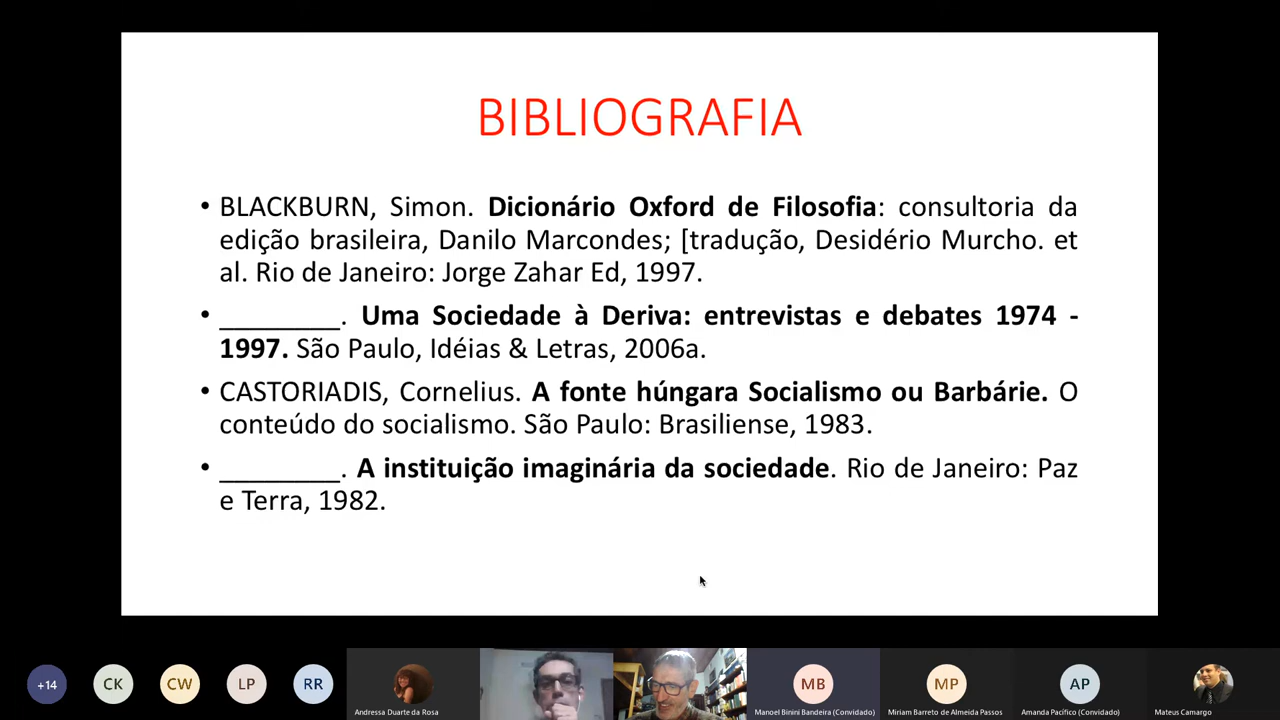 BIBLIOGRAFIA
• BLACKBURN, Simon. Dicionário Oxford de Filosofia: consultoria da
edição brasileira, Danilo Marcondes; [tradução, Desidério Murcho. et
al. Rio de Janeiro: Jorge Zahar Ed, 1997.
• ________. Uma Sociedade à Deriva: entrevistas e debates 1974 -
1997. São Paulo, Idéias & Letras, 2006a.
• CASTORIADIS, Cornelius. A fonte húngara Socialismo ou Barbárie. O
conteúdo do socialismo. São Paulo: Brasiliense, 1983.
• ________. A instituição imaginária da sociedade. Rio de Janeiro: Paz
e Terra, 1982.
+14 CK CW LP RR MB MP AP
Andressa Duarte da Rosa Manoel Binini Bandeira (Convidado) Miriam Barreto de Almeida Passos Amanda Pacífico (Convidado) Mateus Camargo